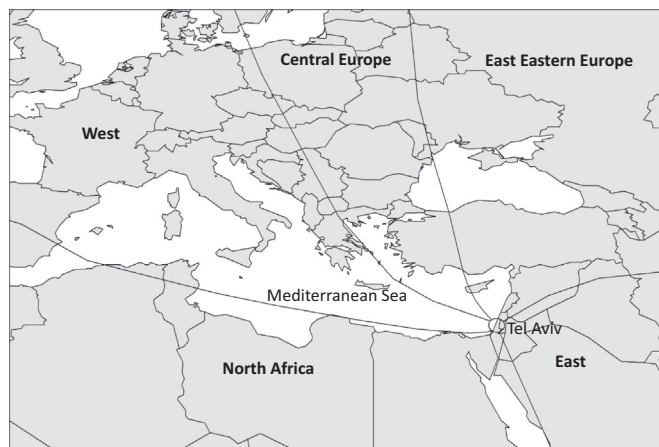 Central Europe
East Eastern Europe
West
Mediterranean Sea
Tel Aviv
North Africa
East